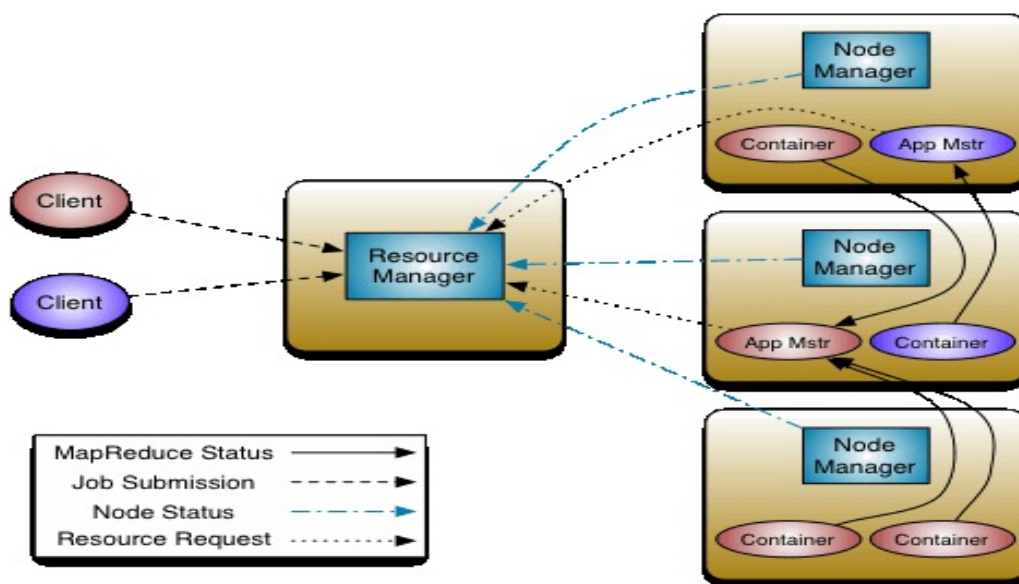 Node
Manager
Container
App Mstr
Client
Resource
Manager
Node
Manager
Client
App Mstr
Container
Node
Manager
MapReduce Status
Job Submission
Node Status
Resource Request
Container
Container